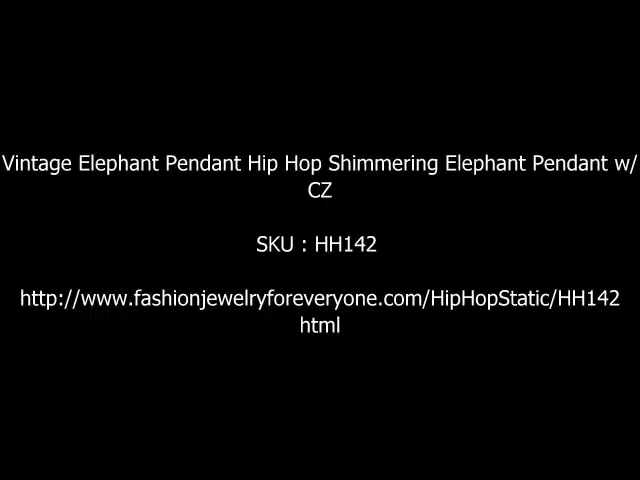 Vintage Elephant Pendant Hip Hop Shimmering Elephant Pendant w/
CZ
SKU : HH142
http://www.fashionjewelryforeveryone.com/HipHopStatic/HH142
html